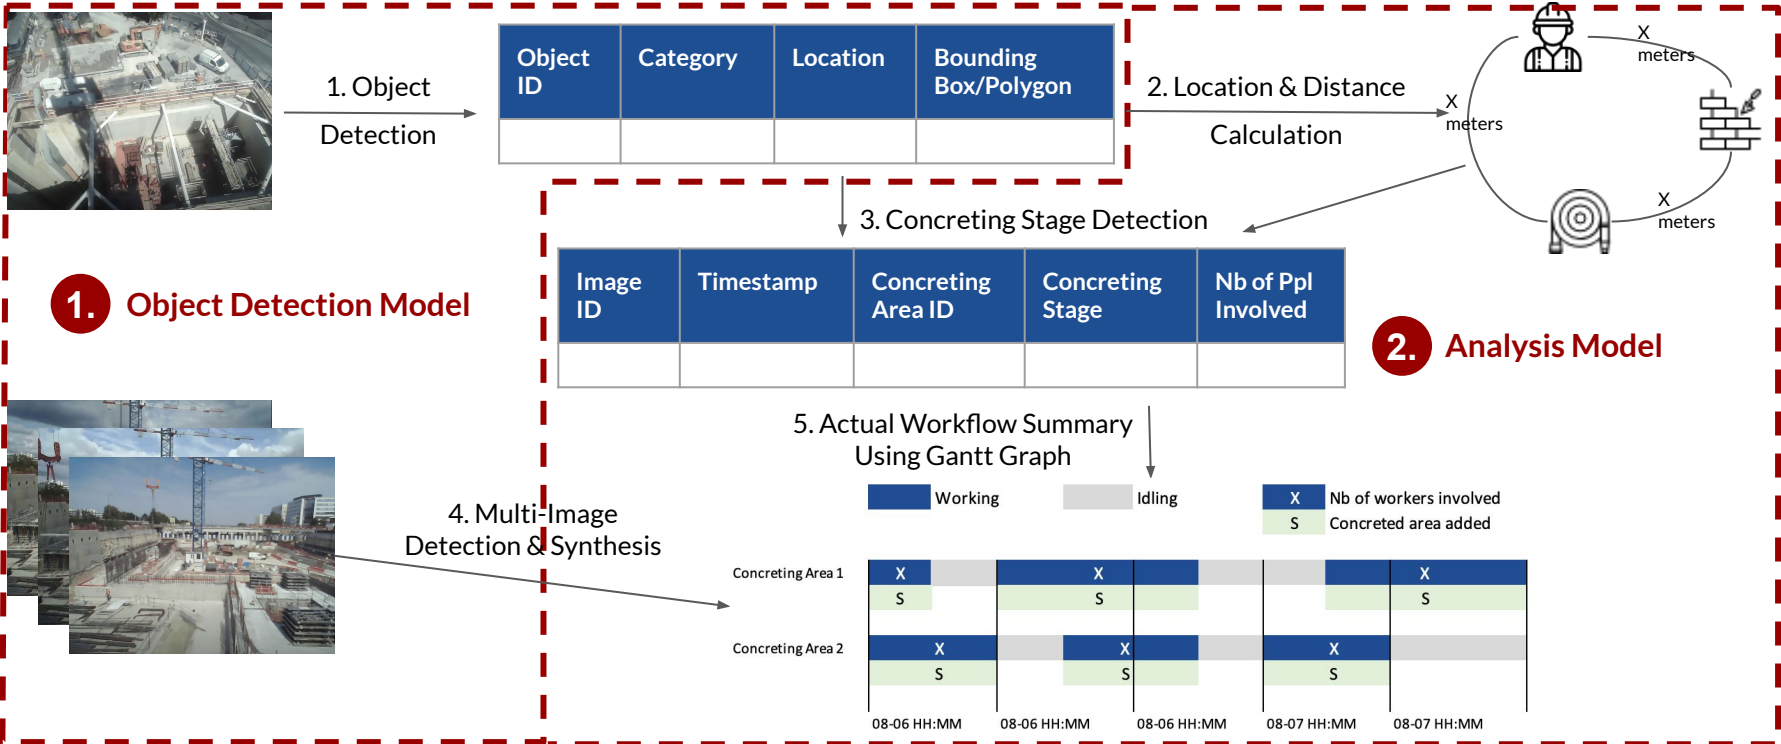 1. Object
Detection
Object
ID
Category
Location
Bounding
Box/Polygon
2. Location & Distance
Calculation
X
meters
X
meters
X
meters
3. Concreting Stage Detection
1.
Object Detection Model
Image
ID
Timestamp
Concreting
Area ID
Concreting
Stage
Nb of Ppl
Involved
2.
Analysis Model
5. Actual Workflow Summary
Using Gantt Graph
4. Multi-Image
Detection & Synthesis
Working
Idling
X
Nb of workers involved
S
Concreted area added
Concreting Area 1
X
X
X
S
S
S
Concreting Area 2
X
X
X
S
S
S
08-06 HH:MM
08-06 HH:MM
08-06 HH:MM
08-07 HH:MM
08-07 HH:MM